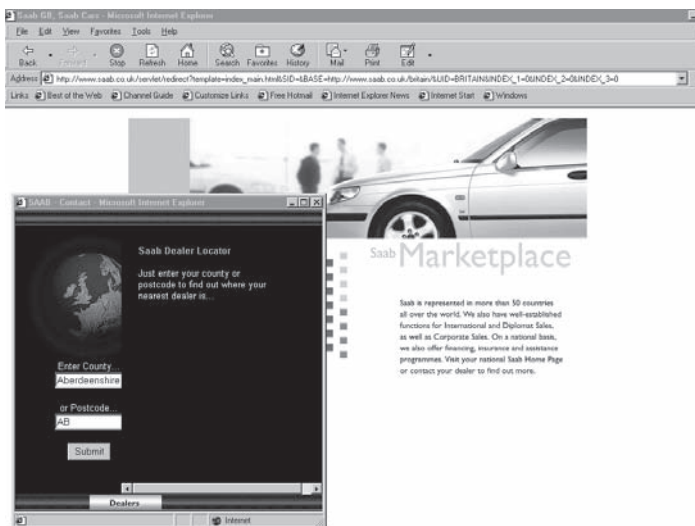 Saab GB, Saab Cars - Microsoft Internet Explorer
File Edit View Favorites Tools Help
Back Forward Stop Refresh Home Search Favorites History Mail Print Edit
Address http://www.saab.co.uk/servlet/redirect?template=index_main.html&SID=&BASE=http://www.saab.co.uk/britain/&UID=BRITAIN&INDEX_1=0&INDEX_2=0&INDEX_3=0
Links Best of the Web Channel Guide Customize Links Free Hotmail Internet Explorer News Internet Start Windows
SAAB - Contact - Microsoft Internet Explorer
Saab Dealer Locator
Just enter your county or
postcode to find out where your
nearest dealer is...
Enter County...
Aberdeenshire
or Postcode...
AB
Submit
Dealers
Internet
Saab Marketplace
Saab is represented in more than 50 countries
all over the world. We also have well-established
functions for International and Diplomat Sales,
as well as Corporate Sales. On a national basis,
we also offer financing, insurance and assistance
programmes. Visit your national Saab Home Page
or contact your dealer to find out more.